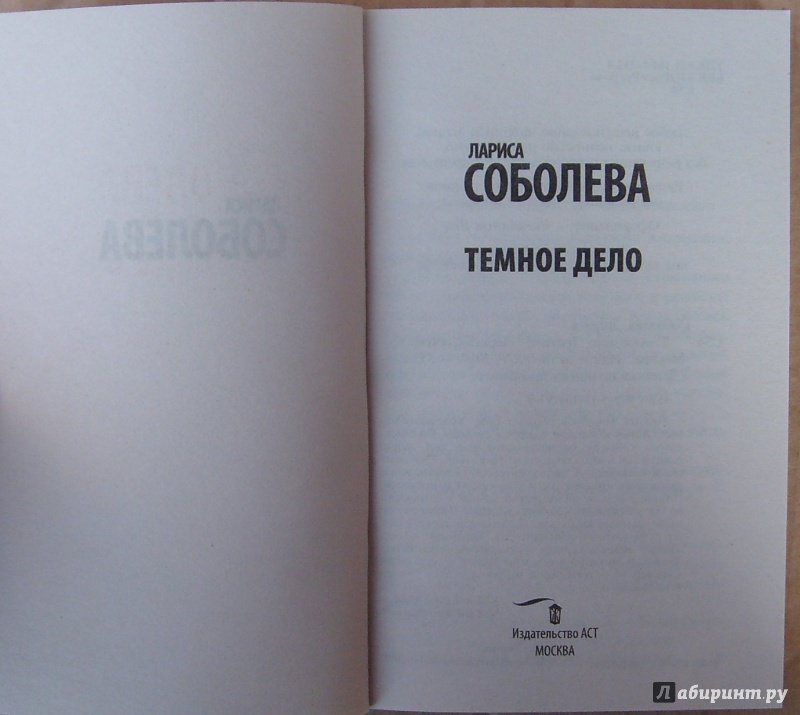 ЛАРИСА
СОБОЛЕВА
ТЕМНОЕ ДЕЛО
Издательство АСТ
МОСКВА
Лабиринт.ру